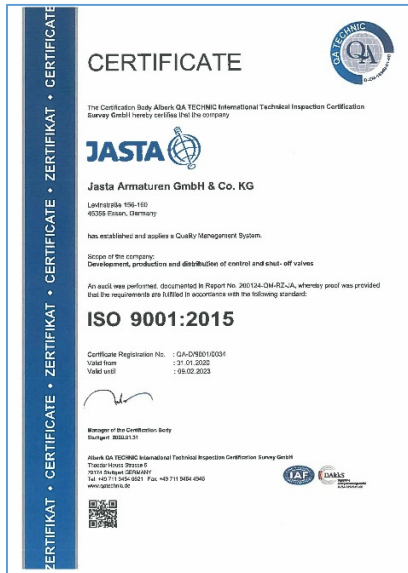 ZERTIFIKAT • CERTIFICATE • ZERTIFIKAT • CERTIFICATE • ZERTIFIKAT • CERTIFICATE
QA TECHNIC
QA
CERTIFICATE
The Certification Body Alberk QA TECHNIC International Technical Inspection Certification
Survey GmbH hereby certifies that the company
JASTA
Jasta Armaturen GmbH & Co. KG
Levinstraße 156-160
45356 Essen, Germany
has established and applies a Quality Management System.
Scope of the company:
Development, production and distribution of control and shut- off valves
An audit was performed, documented in Report No. 200124-QM-RZ-JA, whereby proof was provided
that the requirements are fulfilled in accordance with the following standard:
ISO 9001:2015
Certificate Registration No. : QA-D/9001/0034
Valid from : 31.01.2020
Valid until : 09.02.2023
Manager of the Certification Body
Stuttgart 2020.01.31
Alberk QA TECHNIC International Technical Inspection Certification Survey GmbH
Theodor Heuss Strasse 6
70174 Stuttgart GERMANY
www.qatechnic.de
IAF
DAkkS